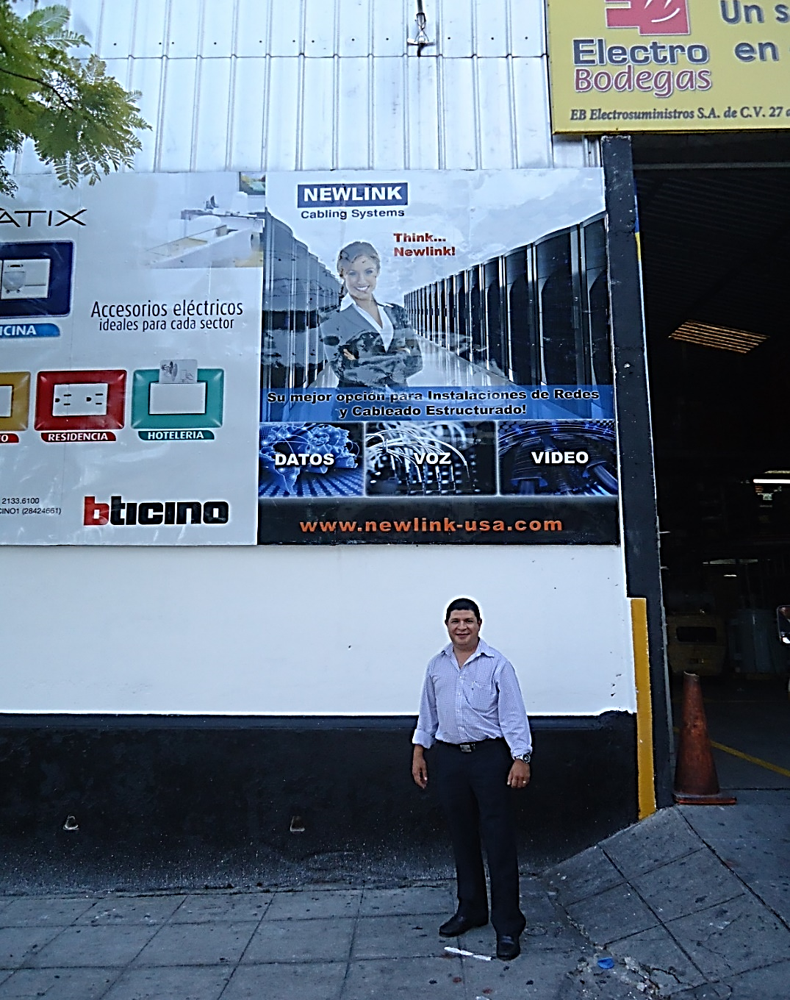 Un s
en
Electro
Bodegas
EB Electrosuministros S.A. de C.V. 27
ATIX
Accesorios eléctricos
ideales para cada sector
ICINA
RESIDENCIA
HOTELERIA
2133.6100
CINO1 (28424661)
bticino
NEWLINK
Cabling Systems
Think...
Newlink!
Su mejor opción para Instalaciones de Redes
y Cableado Estructurado!
DATOS
VOZ
VIDEO
www.newlink-usa.com